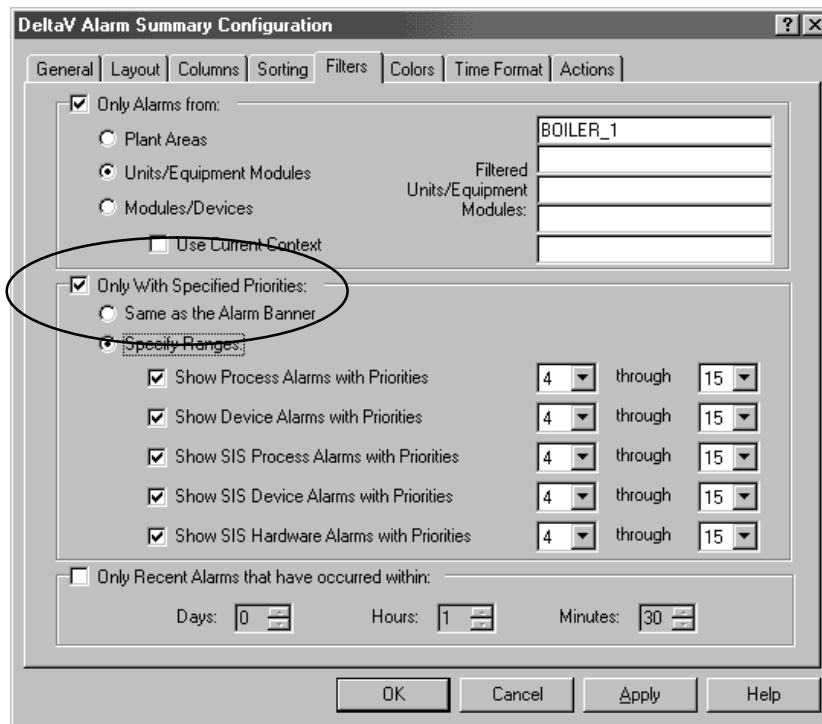 DeltaV Alarm Summary Configuration ? ×
General Layout Columns Sorting Filters Colors Time Format Actions
Only Alarms from:
Plant Areas
Units/Equipment Modules
Modules/Devices
Use Current Context
Filtered
Units/Equipment
Modules:
BOILER_1
Only With Specified Priorities:
Same as the Alarm Banner
Specify Ranges:
Show Process Alarms with Priorities 4 through 15
Show Device Alarms with Priorities 4 through 15
Show SIS Process Alarms with Priorities 4 through 15
Show SIS Device Alarms with Priorities 4 through 15
Show SIS Hardware Alarms with Priorities 4 through 15
Only Recent Alarms that have occurred within:
Days: 0 Hours: 1 Minutes: 30
OK Cancel Apply Help